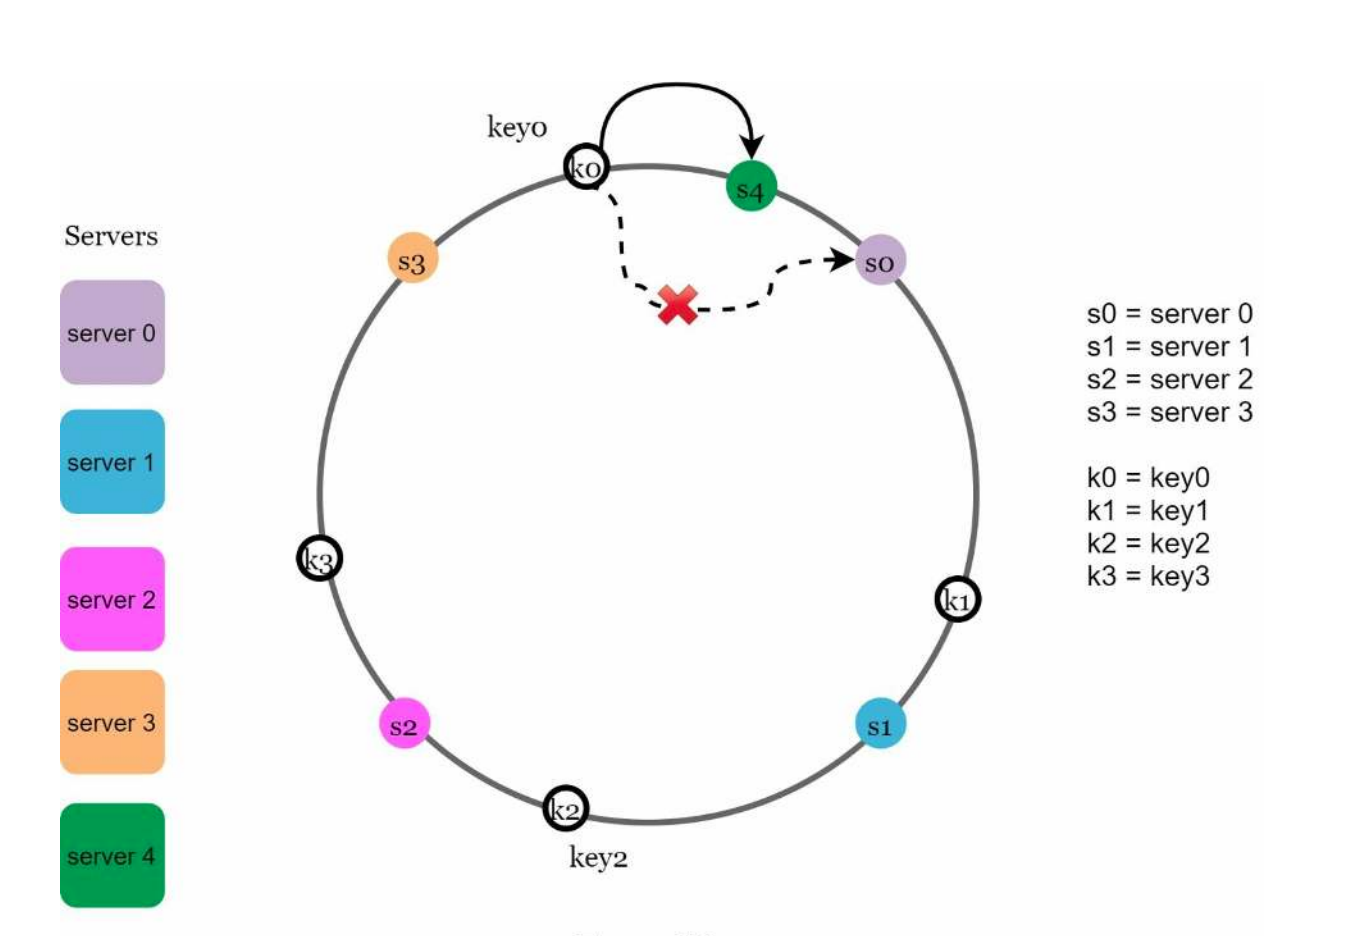 key0
k0
s4
Servers
s3
s0
server 0
s0 = server 0
s1 = server 1
s2 = server 2
s3 = server 3
server 1
k0 = key0
k1 = key1
k2 = key2
k3 = key3
k3
server 2
k1
server 3
s2
s1
k2
server 4
key2